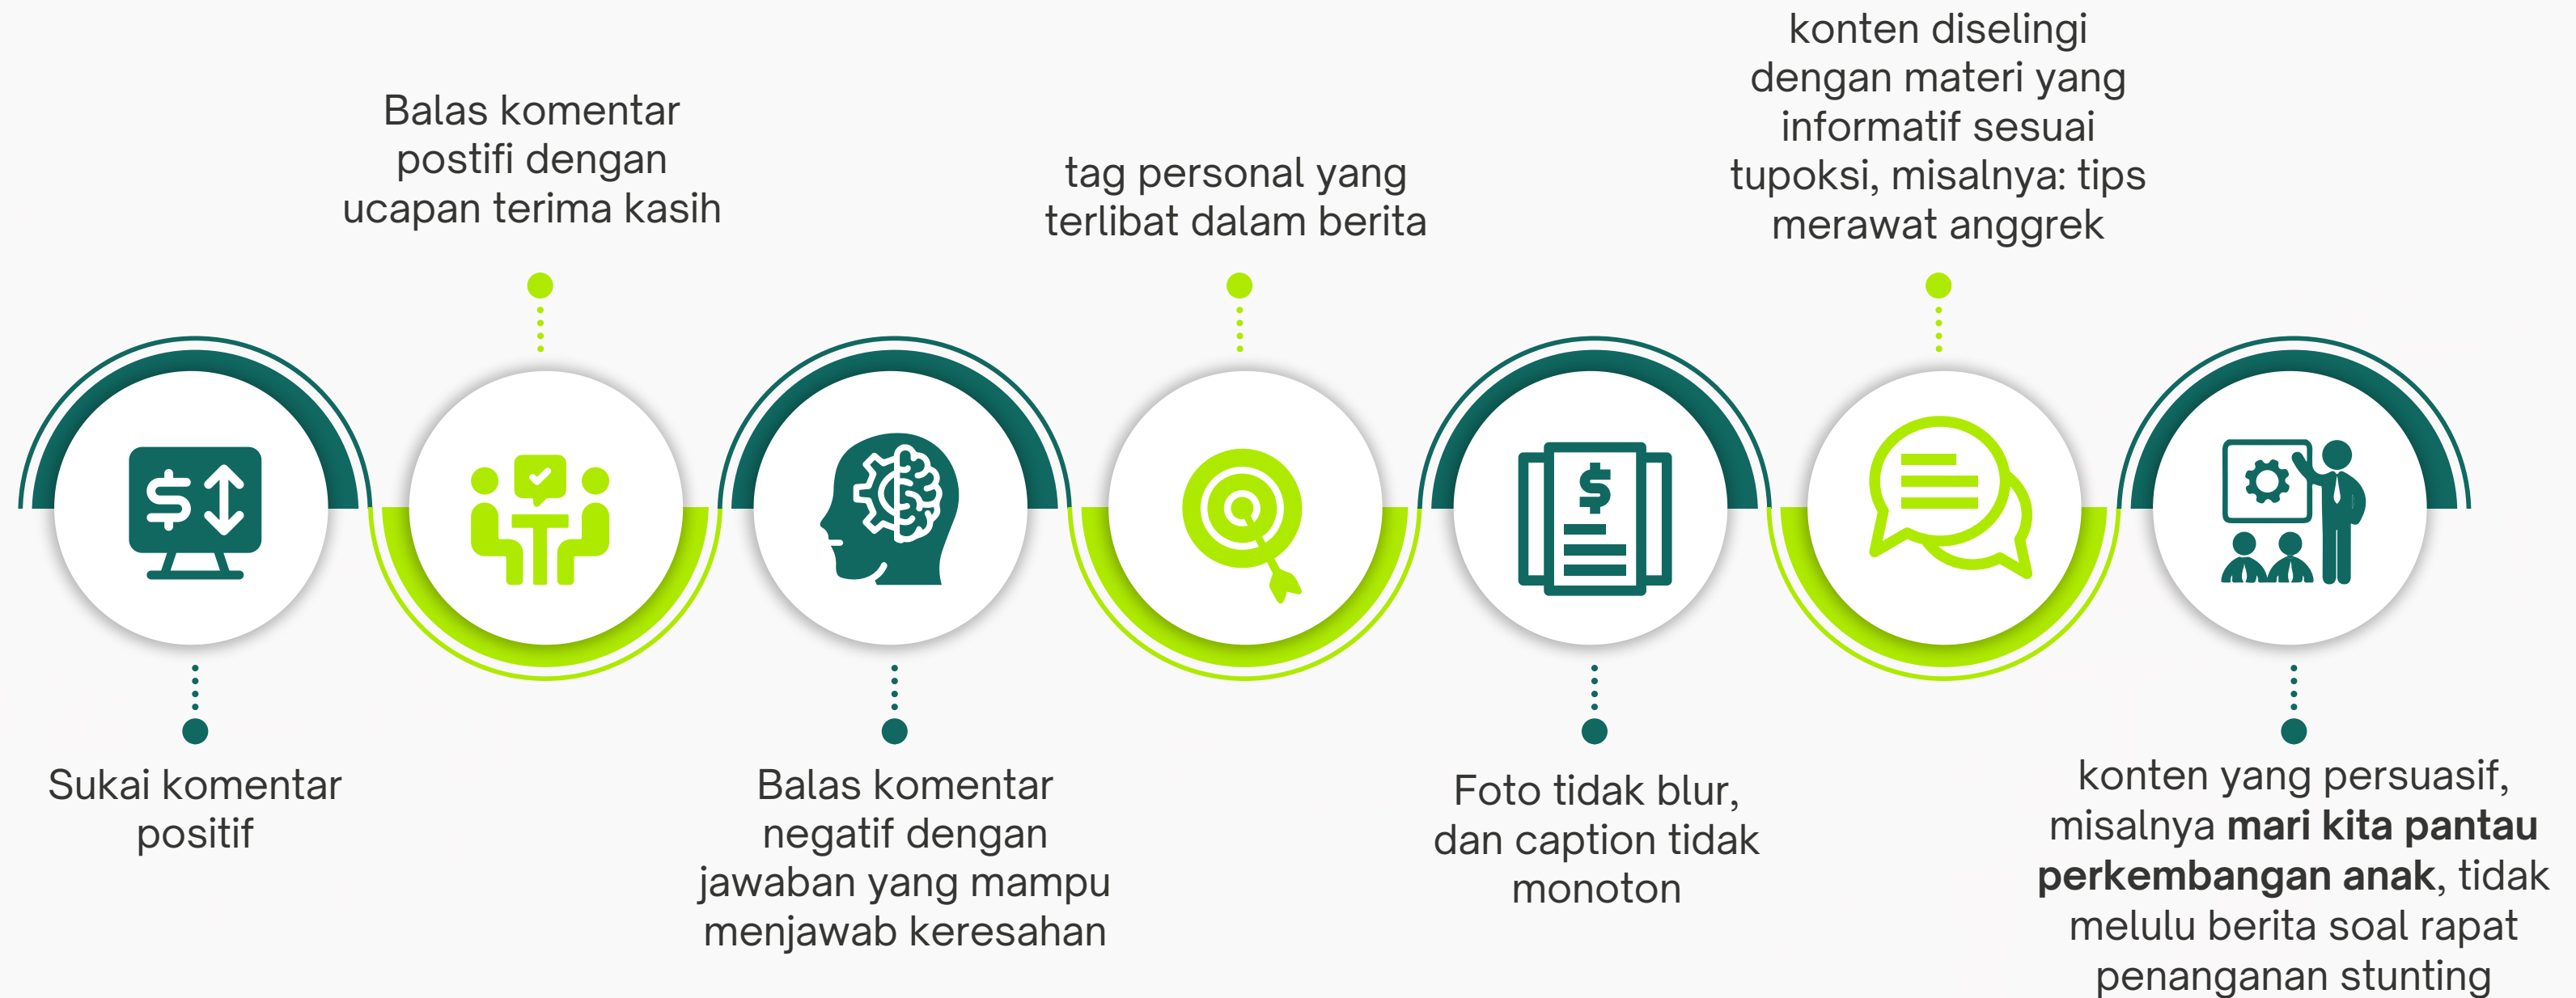 Sukai komentar
positif
Balas komentar
postifi dengan
ucapan terima kasih
Balas komentar
negatif dengan
jawaban yang mampu
menjawab keresahan
tag personal yang
terlibat dalam berita
Foto tidak blur,
dan caption tidak
monoton
konten diselingi
dengan materi yang
informatif sesuai
tupoksi, misalnya: tips
merawat anggrek
konten yang persuasif,
misalnya mari kita pantau
perkembangan anak, tidak
melulu berita soal rapat
penanganan stunting
$
$